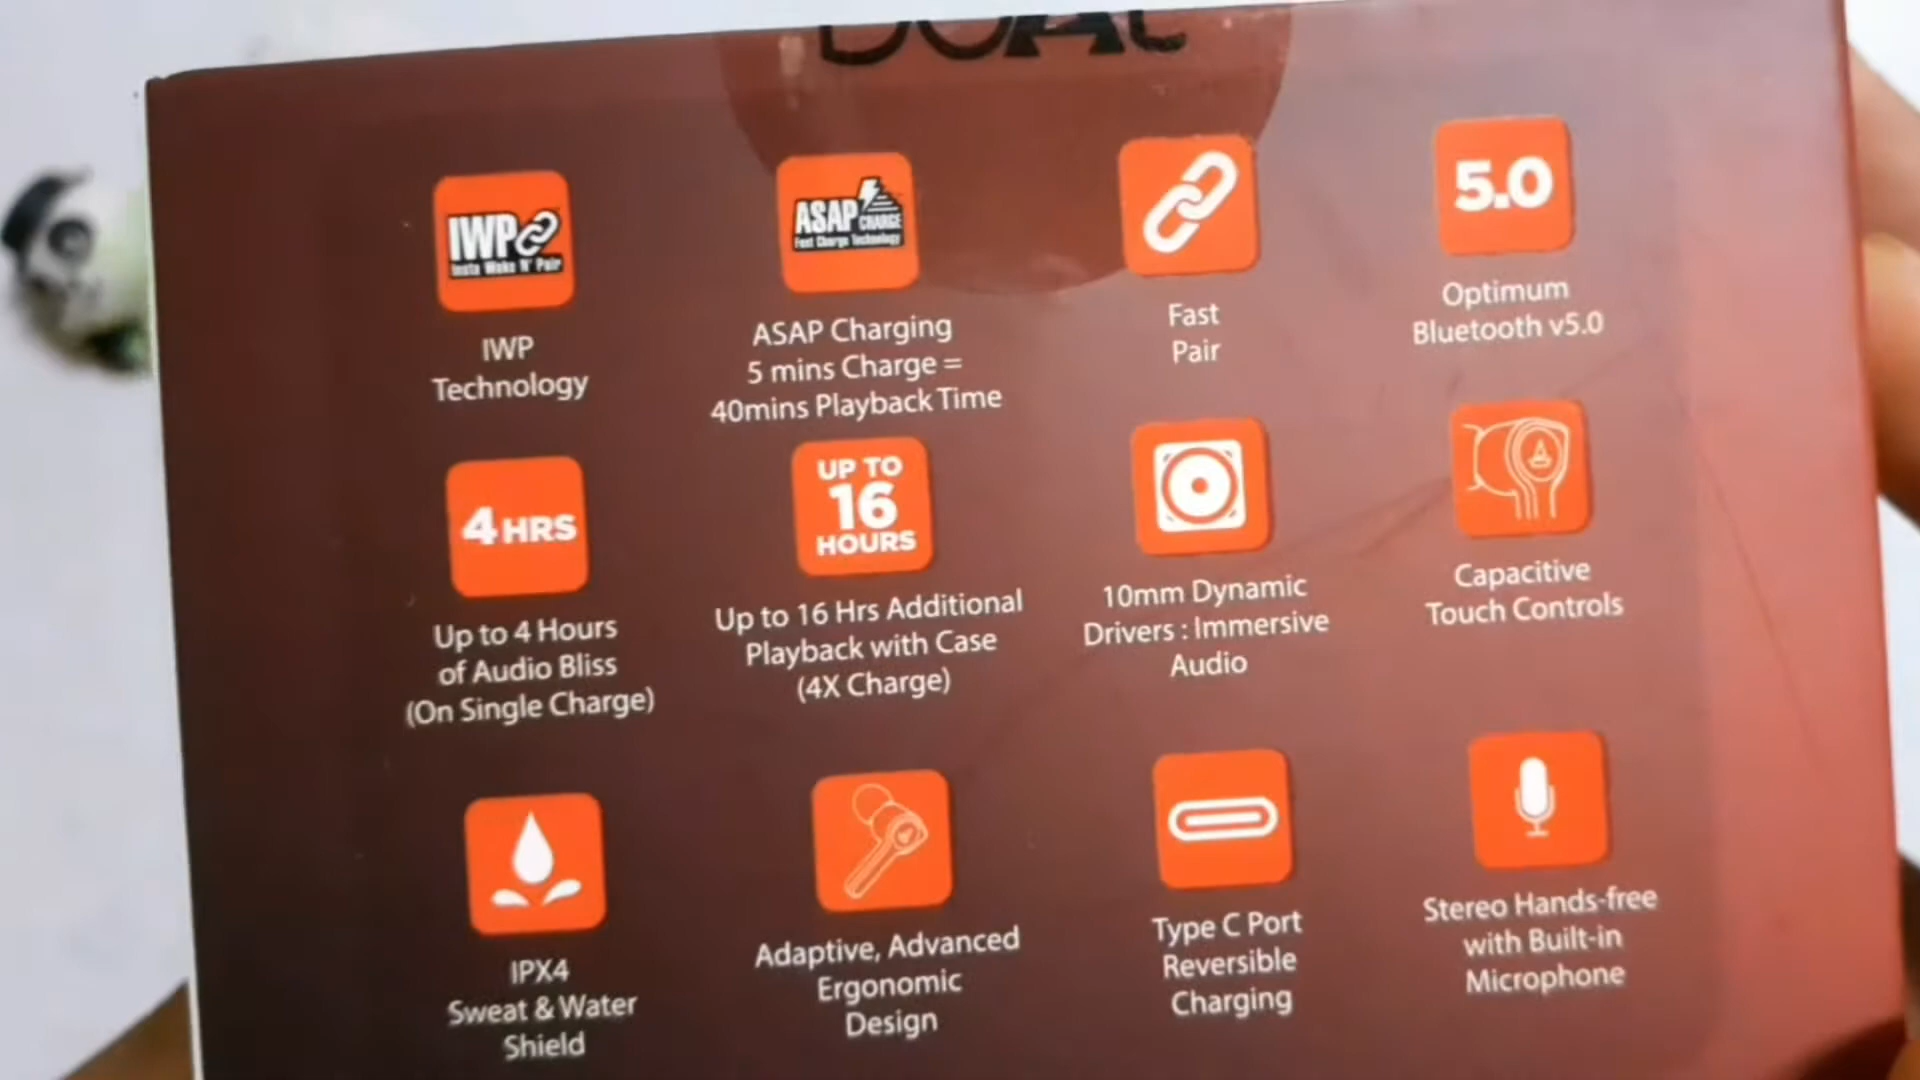 boAt
IWP
Insta Wake N' Pair
IWP
Technology
ASAP CHARGE
Fast Charge Technology
ASAP Charging
5 mins Charge =
40mins Playback Time
Fast
Pair
5.0
Optimum
Bluetooth v5.0
4 HRS
Up to 4 Hours
of Audio Bliss
(On Single Charge)
UP TO
16
HOURS
Up to 16 Hrs Additional
Playback with Case
(4X Charge)
10mm Dynamic
Drivers : Immersive
Audio
Capacitive
Touch Controls
IPX4
Sweat & Water
Shield
Adaptive, Advanced
Ergonomic
Design
Type C Port
Reversible
Charging
Stereo Hands-free
with Built-in
Microphone